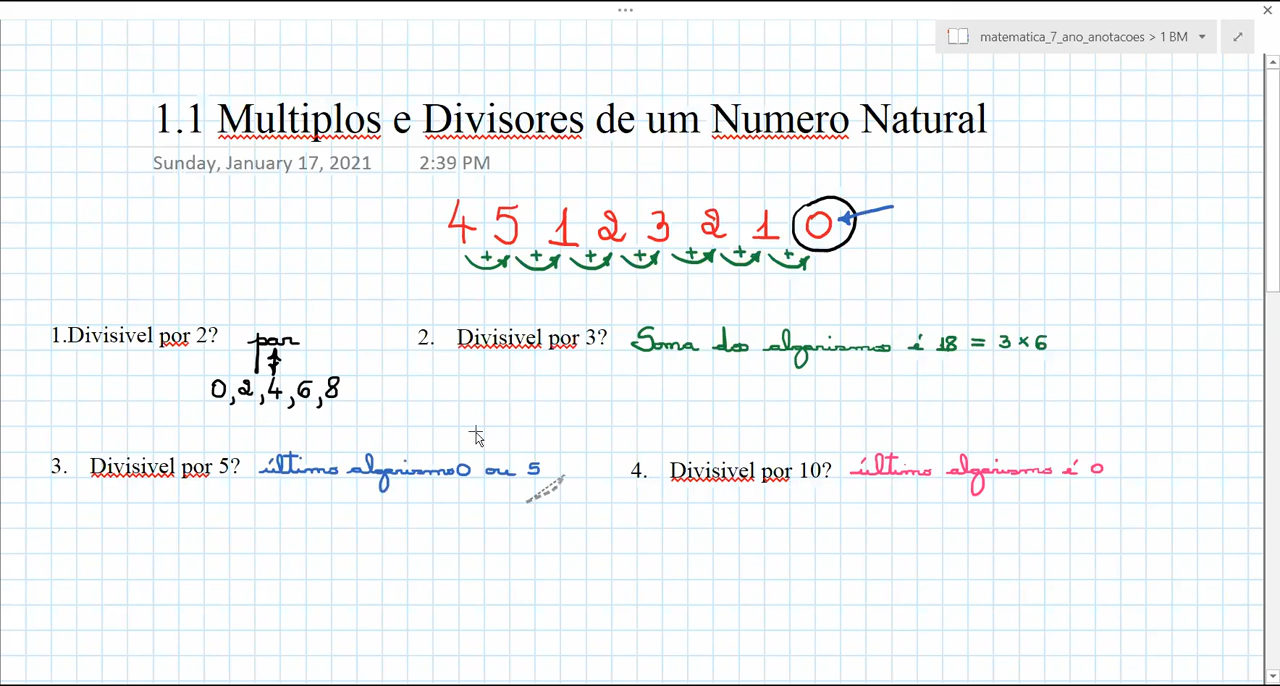 matematica_7_ano_anotacoes > 1 BM
1.1 Multiplos e Divisores de um Numero Natural
Sunday, January 17, 2021 2:39 PM
4 5 1 2 3 2 1 0
+ + + + + + +
1.Divisivel por 2? par
0,2,4,6,8
2. Divisivel por 3? Soma dos algarismos é 18 = 3 × 6
3. Divisivel por 5? último algarismo 0 ou 5
4. Divisivel por 10? último algarismo é 0